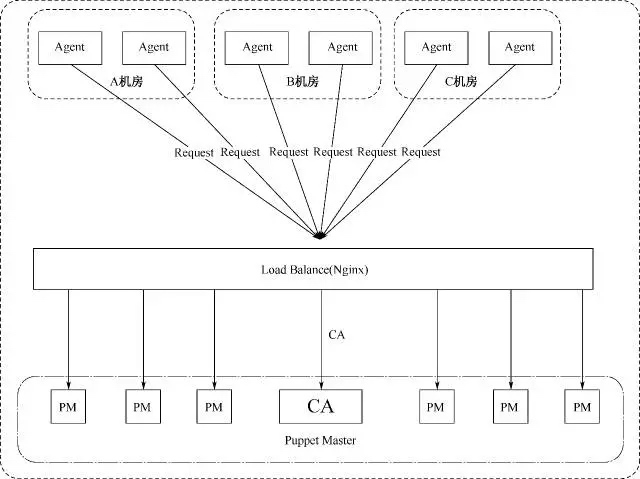 Agent
Agent
Agent
Agent
Agent
Agent
A机房
B机房
C机房
Request
Request
Request
Request
Request
Request
Load Balance(Nginx)
CA
PM
PM
PM
CA
PM
PM
PM
Puppet Master